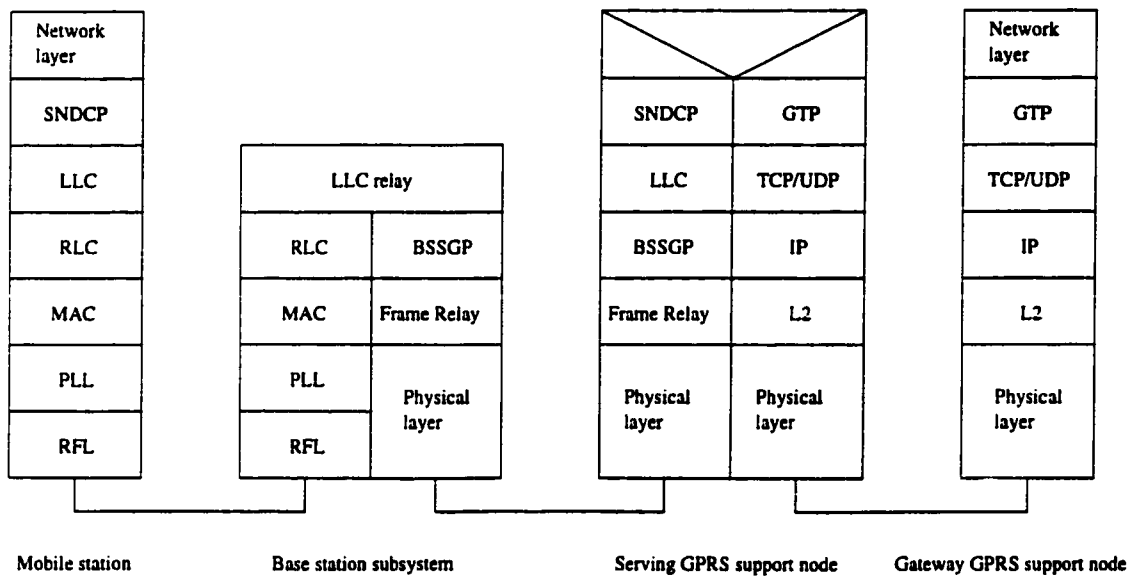 Network
layer
SNDCP
LLC
RLC
MAC
PLL
RFL
LLC relay
RLC
BSSGP
MAC
Frame Relay
PLL
Physical
layer
RFL
SNDCP
GTP
LLC
TCP/UDP
BSSGP
IP
Frame Relay
L2
Physical
layer
Physical
layer
Network
layer
GTP
TCP/UDP
IP
L2
Physical
layer
Mobile station
Base station subsystem
Serving GPRS support node
Gateway GPRS support node